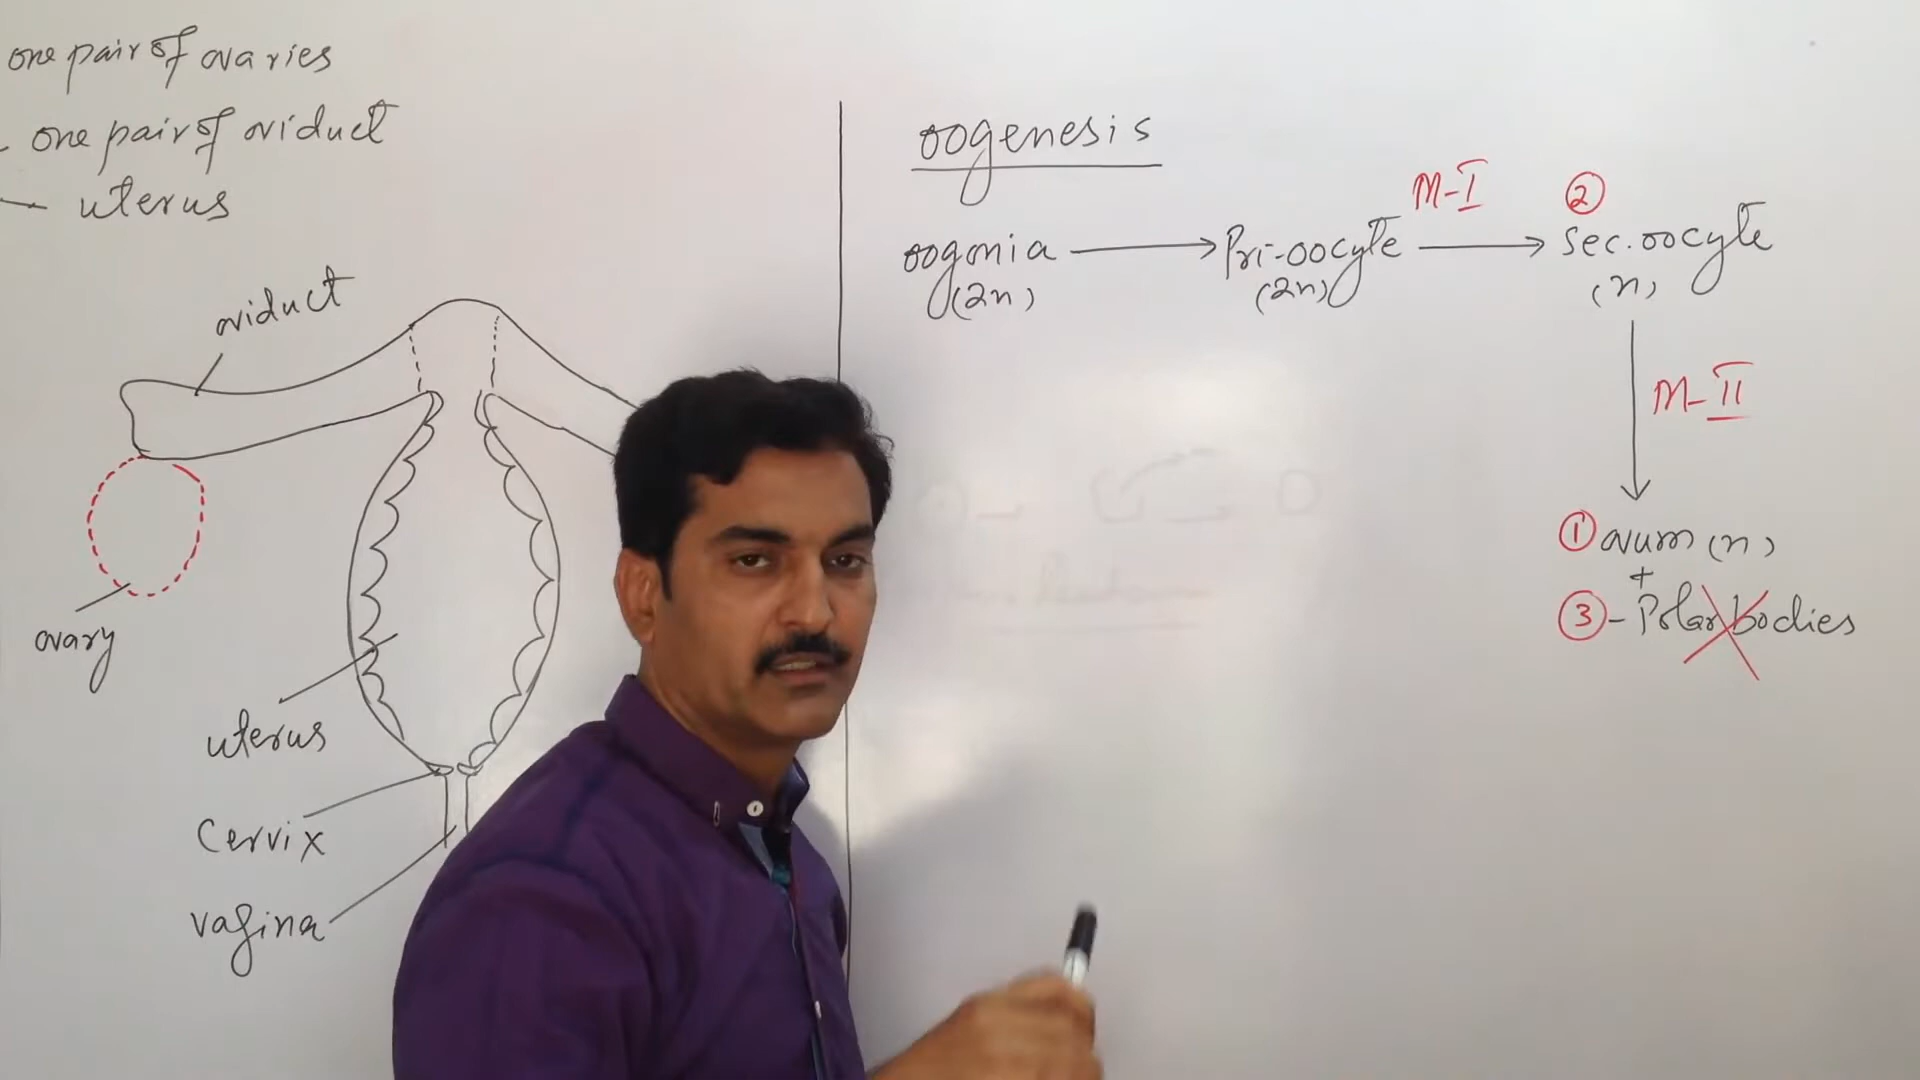 one pair of ovaries
- one pair of oviduct
— uterus
oviduct
ovary
uterus
Cervix
vagina
oogenesis
M-I ②
oogonia → Pri-oocyte → Sec. oocyte
(2n) (2n) (n)
M-II
① ovum (n)
+
③ - Polar bodies